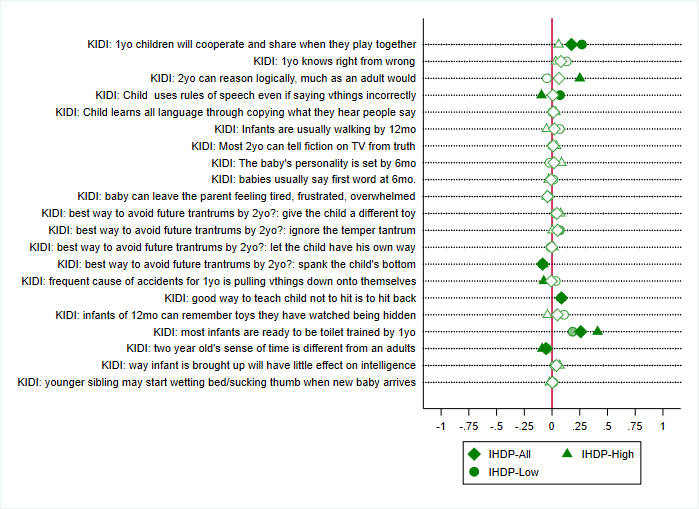 KIDI: 1yo children will cooperate and share when they play together
KIDI: 1yo knows right from wrong
KIDI: 2yo can reason logically, much as an adult would
KIDI: Child  uses rules of speech even if saying vthings incorrectly
KIDI: Child learns all language through copying what they hear people say
KIDI: Infants are usually walking by 12mo
KIDI: Most 2yo can tell fiction on TV from truth
KIDI: The baby's personality is set by 6mo
KIDI: babies usually say first word at 6mo.
KIDI: baby can leave the parent feeling tired, frustrated, overwhelmed
KIDI: best way to avoid future trantrums by 2yo?: give the child a different toy
KIDI: best way to avoid future trantrums by 2yo?: ignore the temper tantrum
KIDI: best way to avoid future trantrums by 2yo?: let the child have his own way
KIDI: best way to avoid future trantrums by 2yo?: spank the child's bottom
KIDI: frequent cause of accidents for 1yo is pulling vthings down onto themselves
KIDI: good way to teach child not to hit is to hit back
KIDI: infants of 12mo can remember toys they have watched being hidden
KIDI: most infants are ready to be toilet trained by 1yo
KIDI: two year old's sense of time is different from an adults
KIDI: way infant is brought up will have little effect on intelligence
KIDI: younger sibling may start wetting bed/sucking thumb when new baby arrives
-1 -.75 -.5 -.25 0 .25 .5 .75 1
IHDP-All IHDP-High
IHDP-Low